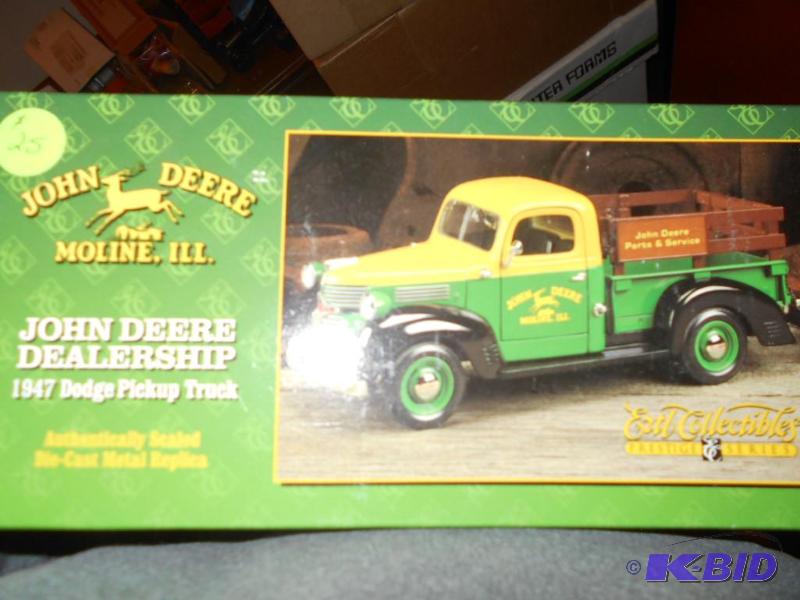 $
25
JOHN DEERE
MOLINE, ILL.
JOHN DEERE
DEALERSHIP
1947 Dodge Pickup Truck
Authentically Scaled
Die-Cast Metal Replica
John Deere
Parts & Service
JOHN DEERE
MOLINE, ILL.
Ertl Collectibles
PRESTIGE SERIES
TER FORMS
© K-BID